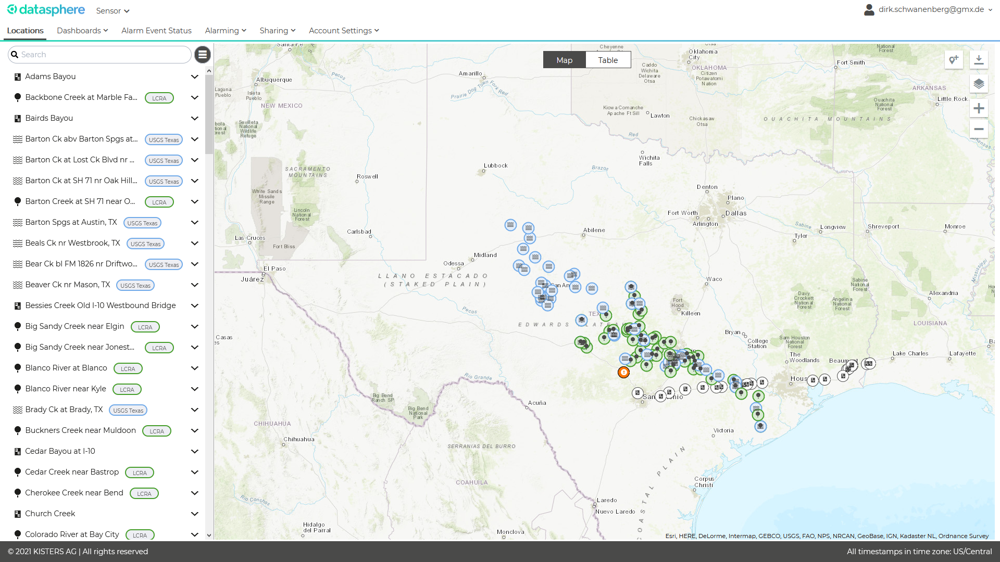 datasphere
Sensor
dirk.schwanenberg@gmx.de
Locations
Dashboards
Alarm Event Status
Alarming
Sharing
Account Settings
Search
Adams Bayou
Backbone Creek at Marble Fa... LCRA
Bairds Bayou
Barton Ck abv Barton Spgs at... USGS Texas
Barton Ck at Lost Ck Blvd nr ... USGS Texas
Barton Ck at SH 71 nr Oak Hill... USGS Texas
Barton Creek at SH 71 near O... LCRA
Barton Spgs at Austin, TX USGS Texas
Beals Ck nr Westbrook, TX USGS Texas
Bear Ck bl FM 1826 nr Driftwo... USGS Texas
Beaver Ck nr Mason, TX USGS Texas
Bessies Creek Old I-10 Westbound Bridge
Big Sandy Creek near Elgin LCRA
Big Sandy Creek near Jonest... LCRA
Blanco River at Blanco LCRA
Blanco River near Kyle LCRA
Brady Ck at Brady, TX USGS Texas
Buckners Creek near Muldoon LCRA
Cedar Bayou at I-10
Cedar Creek near Bastrop LCRA
Cherokee Creek near Bend LCRA
Church Creek
Colorado River at Bay City LCRA
Map
Table
Santa Fe
Cheyenne
Arapaho
Oklahoma
City
OKLAHOMA
National
Forest
Fort Smith
Amarillo
Caddo
Wichita
Delaware
Otsa
Citizen
Potawatomi
Nation
ARKANSAS
Little Rock
Albuquerque
Pecos
Laguna
Pueblo
Isleta
Pueblo
Prairie Dog Town Fork Red
NEW MEXICO
Kiowa Comanche
Apache Ft Sill
Lawton
Chickasaw
Otsa
Ouachita
National
Forest
OUACHITA MOUNTAINS
Sevilleta
National
Wildlife
Refuge
Red
Arkansas
Wichita
Falls
SACRAMENTO
MOUNTAINS
Lubbock
Brazos
Roswell
Denton
Plano
White Sands
Missile
Range
Lincoln
National
Forest
Fort Worth
Dallas
Arlington
Carlsbad
Abilene
Sabine
Longview
Shreveport
Monroe
Las Cruces
Fort Bliss
Tyler
Midland
Odessa
El Paso
Juárez
LLANO ESTACADO
(STAKED PLAIN)
San An
Waco
Mississippi
Sabine
National
Forest
Davy
Crockett
National
Forest
Angelina
National
Forest
Alexandria
Fort
Hood
Killeen
Pecos
TEX
EDWARDS PLATEA
LOUISIANA
Bryan
College
Station
Sam Houston
National
Forest
Casas
The
Woodlands
Beaumont
Lake Charles
Lafayette
Rio Grande
Hous
San
onio
Big Bend
Ranch SP
Big Bend
National
Park
Acuña
CHIHUAHUA
Victoria
Chihuahua
SERRANIAS DEL BURRO
COASTAL PLAIN
COAHUILA
Corpus
Christi
Rio Conchos
Laredo
Nuevo Laredo
Hidalgo
del Parral
Monclova
Esri, HERE, DeLorme, Intermap, GEBCO, USGS, FAO, NPS, NRCAN, GeoBase, IGN, Kadaster NL, Ordnance Survey
© 2021 KISTERS AG | All rights reserved
All timestamps in time zone: US/Central